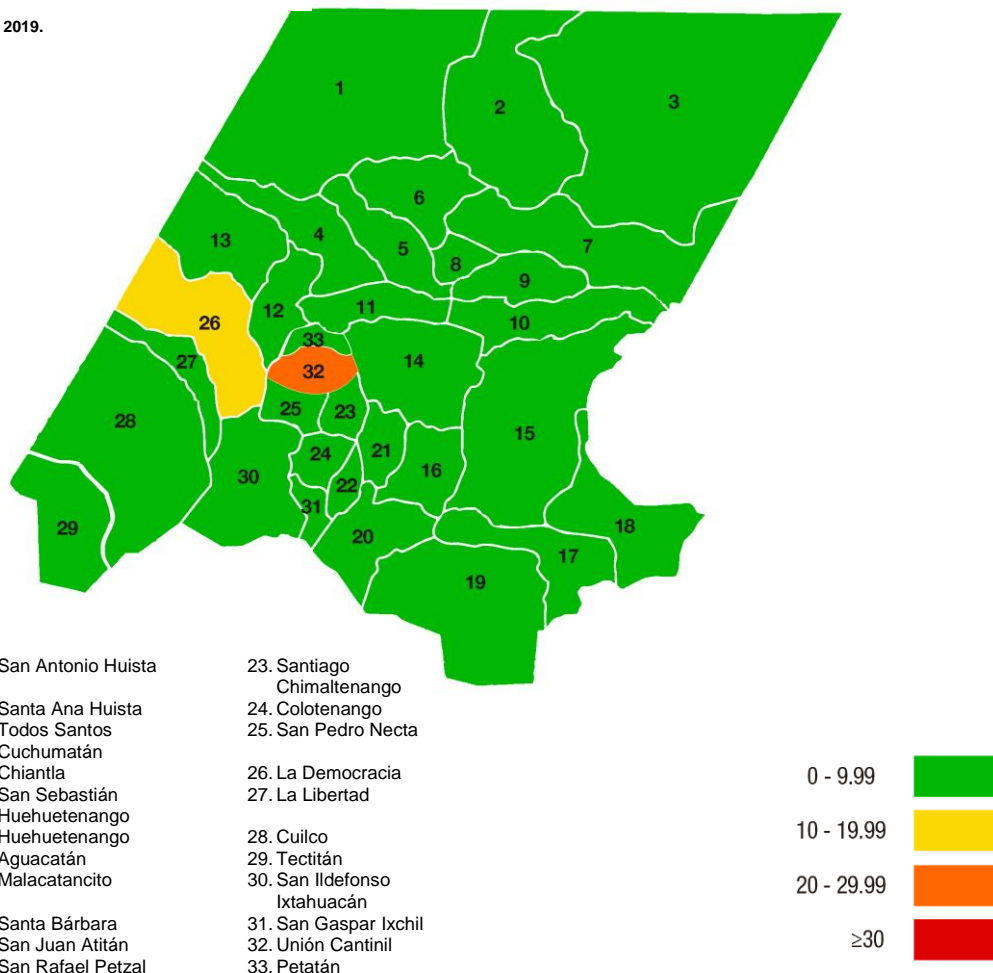 2019.
1
2
3
6
4
13
5
7
8
9
12
11
10
26
33
14
27
32
25
23
28
15
24
21
16
30
22
31
18
29
20
17
19
San Antonio Huista
Santa Ana Huista
Todos Santos
Cuchumatán
Chiantla
San Sebastián
Huehuetenango
Huehuetenango
Aguacatán
Malacatancito
Santa Bárbara
San Juan Atitán
San Rafael Petzal
23. Santiago
Chimaltenango
24. Colotenango
25. San Pedro Necta
26. La Democracia
27. La Libertad
28. Cuilco
29. Tectitán
30. San Ildefonso
Ixtahuacán
31. San Gaspar Ixchil
32. Unión Cantinil
33. Petatán
0 - 9.99
10 - 19.99
20 - 29.99
≥30